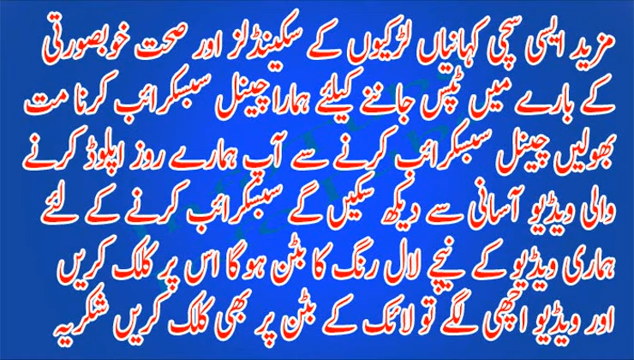 مزید ایسی سچی کہانیاں لڑکیوں کے سکینڈلز اور صحت خوبصورتی
کے بارے میں ٹپس جاننے کیلئے ہمارا چینل سبسکرائب کرنا مت
بھولیں چینل سبسکرائب کرنے سے آپ ہمارے روز اپلوڈ کرنے
والی ویڈیو آسانی سے دیکھ سکیں گے سبسکرائب کرنے کے لئے
ہماری ویڈیو کے نیچے لال رنگ کا بٹن ہو گا اس پر کلک کریں
اور ویڈیو اچھی لگے تو لائک کے بٹن پر بھی کلک کریں شکریہ